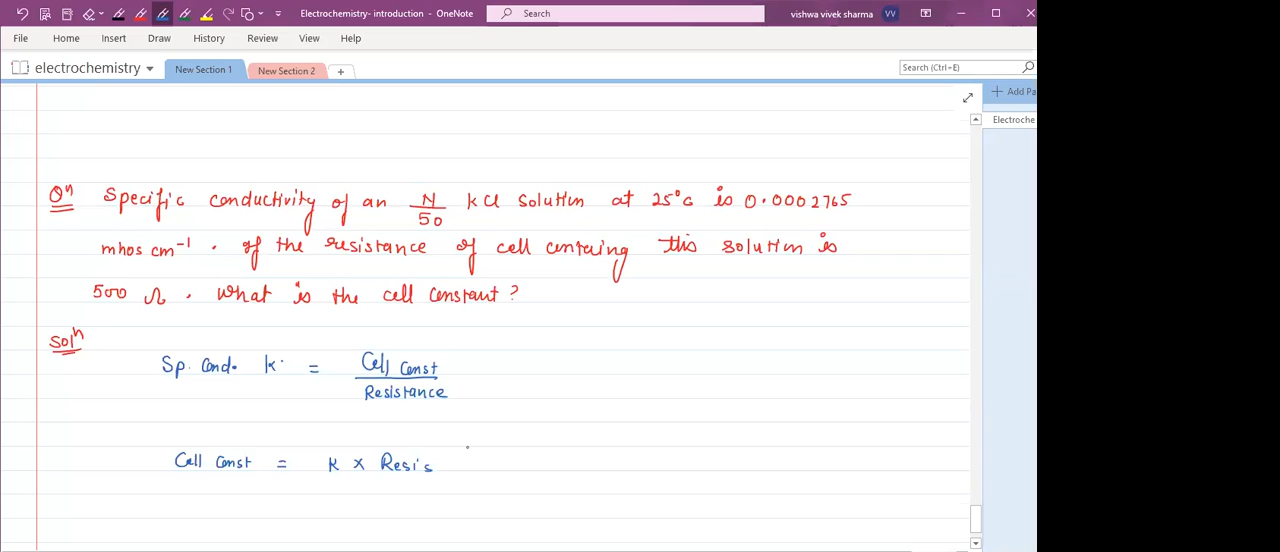 Electrochemistry- introduction - OneNote
Search
vishwa vivek sharma
VV
File Home Insert Draw History Review View Help
electrochemistry
New Section 1
New Section 2
Search (Ctrl+E)
Add Pa
Electroche
Qn Specific conductivity of an N/50 KCl solution at 25°C is 0.0002765
mhos cm⁻¹ . of the resistance of cell containing this solution is
500 Ω . What is the cell constant?
Soln
Sp. Cond. K = Cell Const / Resistance
Cell Const = K × Resis